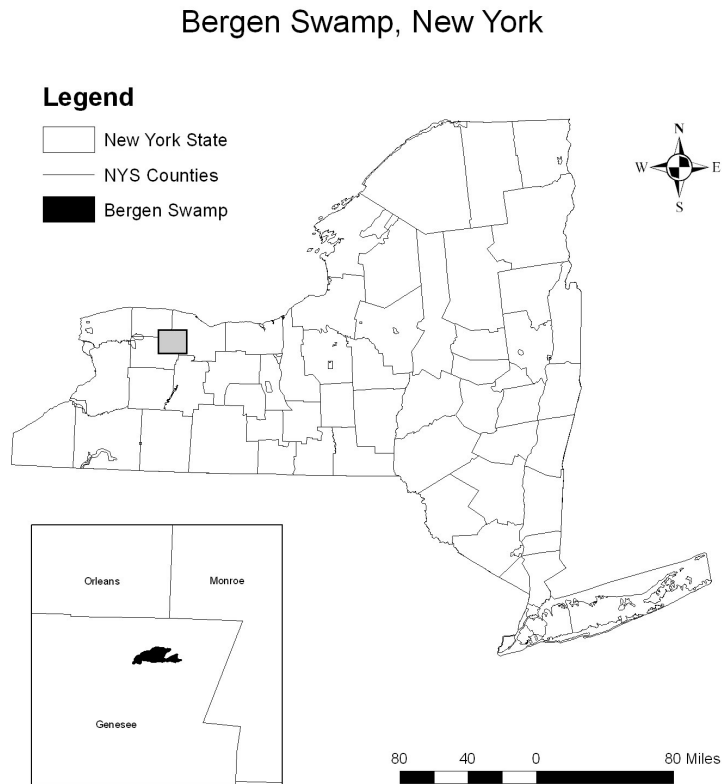 Bergen Swamp, New York
Legend
New York State
NYS Counties
Bergen Swamp
N
W E
S
Orleans Monroe
Genesee
80 40 0 80 Miles